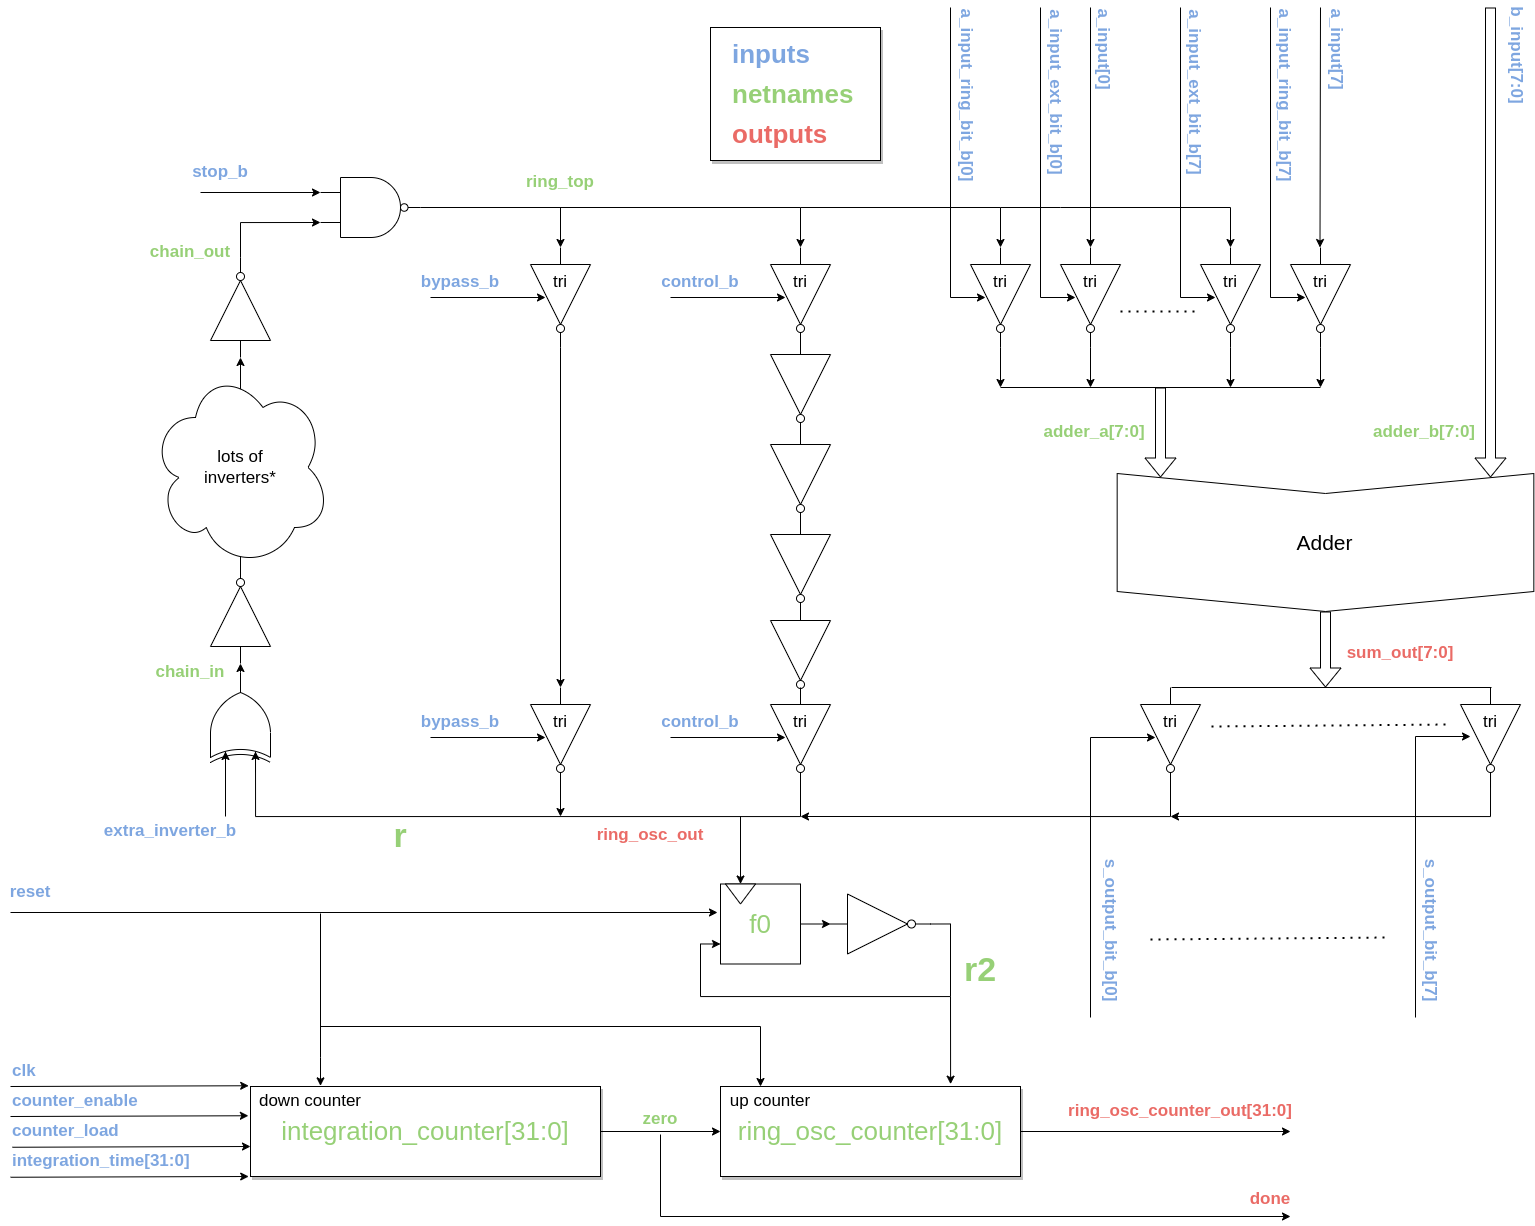 inputs
netnames
outputs
a_input_ring_bit_b[0]
a_input_ext_bit_b[0]
a_input[0]
a_input_ext_bit_b[7]
a_input_ring_bit_b[7]
a_input[7]
b_input[7:0]
stop_b
ring_top
chain_out
bypass_b
tri
control_b
tri
tri
tri
tri
tri
lots of
inverters*
adder_a[7:0]
adder_b[7:0]
Adder
chain_in
sum_out[7:0]
bypass_b
tri
control_b
tri
tri
tri
extra_inverter_b
r
ring_osc_out
reset
f0
r2
s_output_bit_b[0]
s_output_bit_b[7]
clk
counter_enable
counter_load
integration_time[31:0]
down counter
integration_counter[31:0]
zero
up counter
ring_osc_counter[31:0]
ring_osc_counter_out[31:0]
done